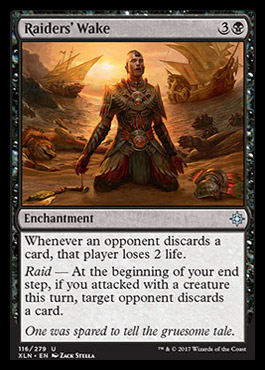 Raiders' Wake 3
Enchantment
Whenever an opponent discards a
card, that player loses 2 life.
Raid — At the beginning of your end
step, if you attacked with a creature
this turn, target opponent discards
a card.
One was spared to tell the gruesome tale.
116/279 U
XLN • EN ZACK STELLA
™ & © 2017 Wizards of the Coast